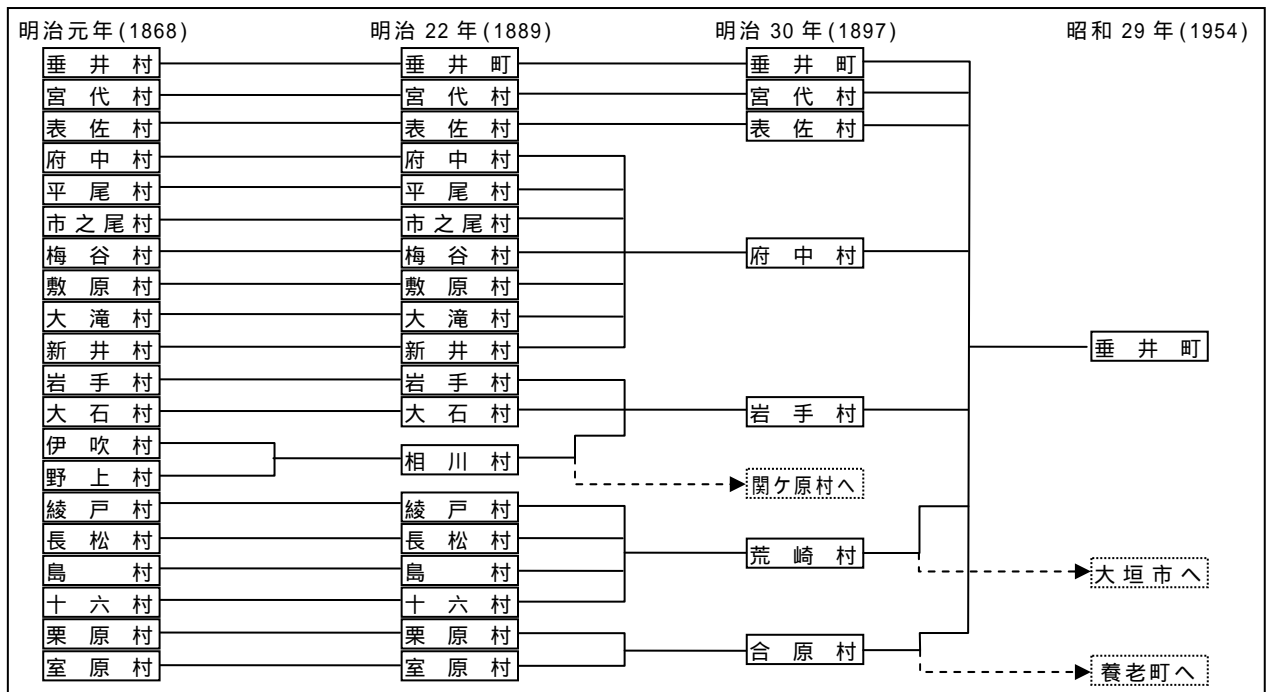 明治元年(1868) 明治22年(1889) 明治30年(1897) 昭和29年(1954)
垂井村 垂井町 垂井町
宮代村 宮代村 宮代村
表佐村 表佐村 表佐村
府中村 府中村
平尾村 平尾村
市之尾村 市之尾村
梅谷村 梅谷村 府中村
敷原村 敷原村
大滝村 大滝村
新井村 新井村 垂井町
岩手村 岩手村
大石村 大石村 岩手村
伊吹村
相川村
野上村 関ケ原村へ
綾戸村 綾戸村
長松村 長松村 荒崎村
島村 島村 大垣市へ
十六村 十六村
栗原村 栗原村 合原村
室原村 室原村 養老町へ